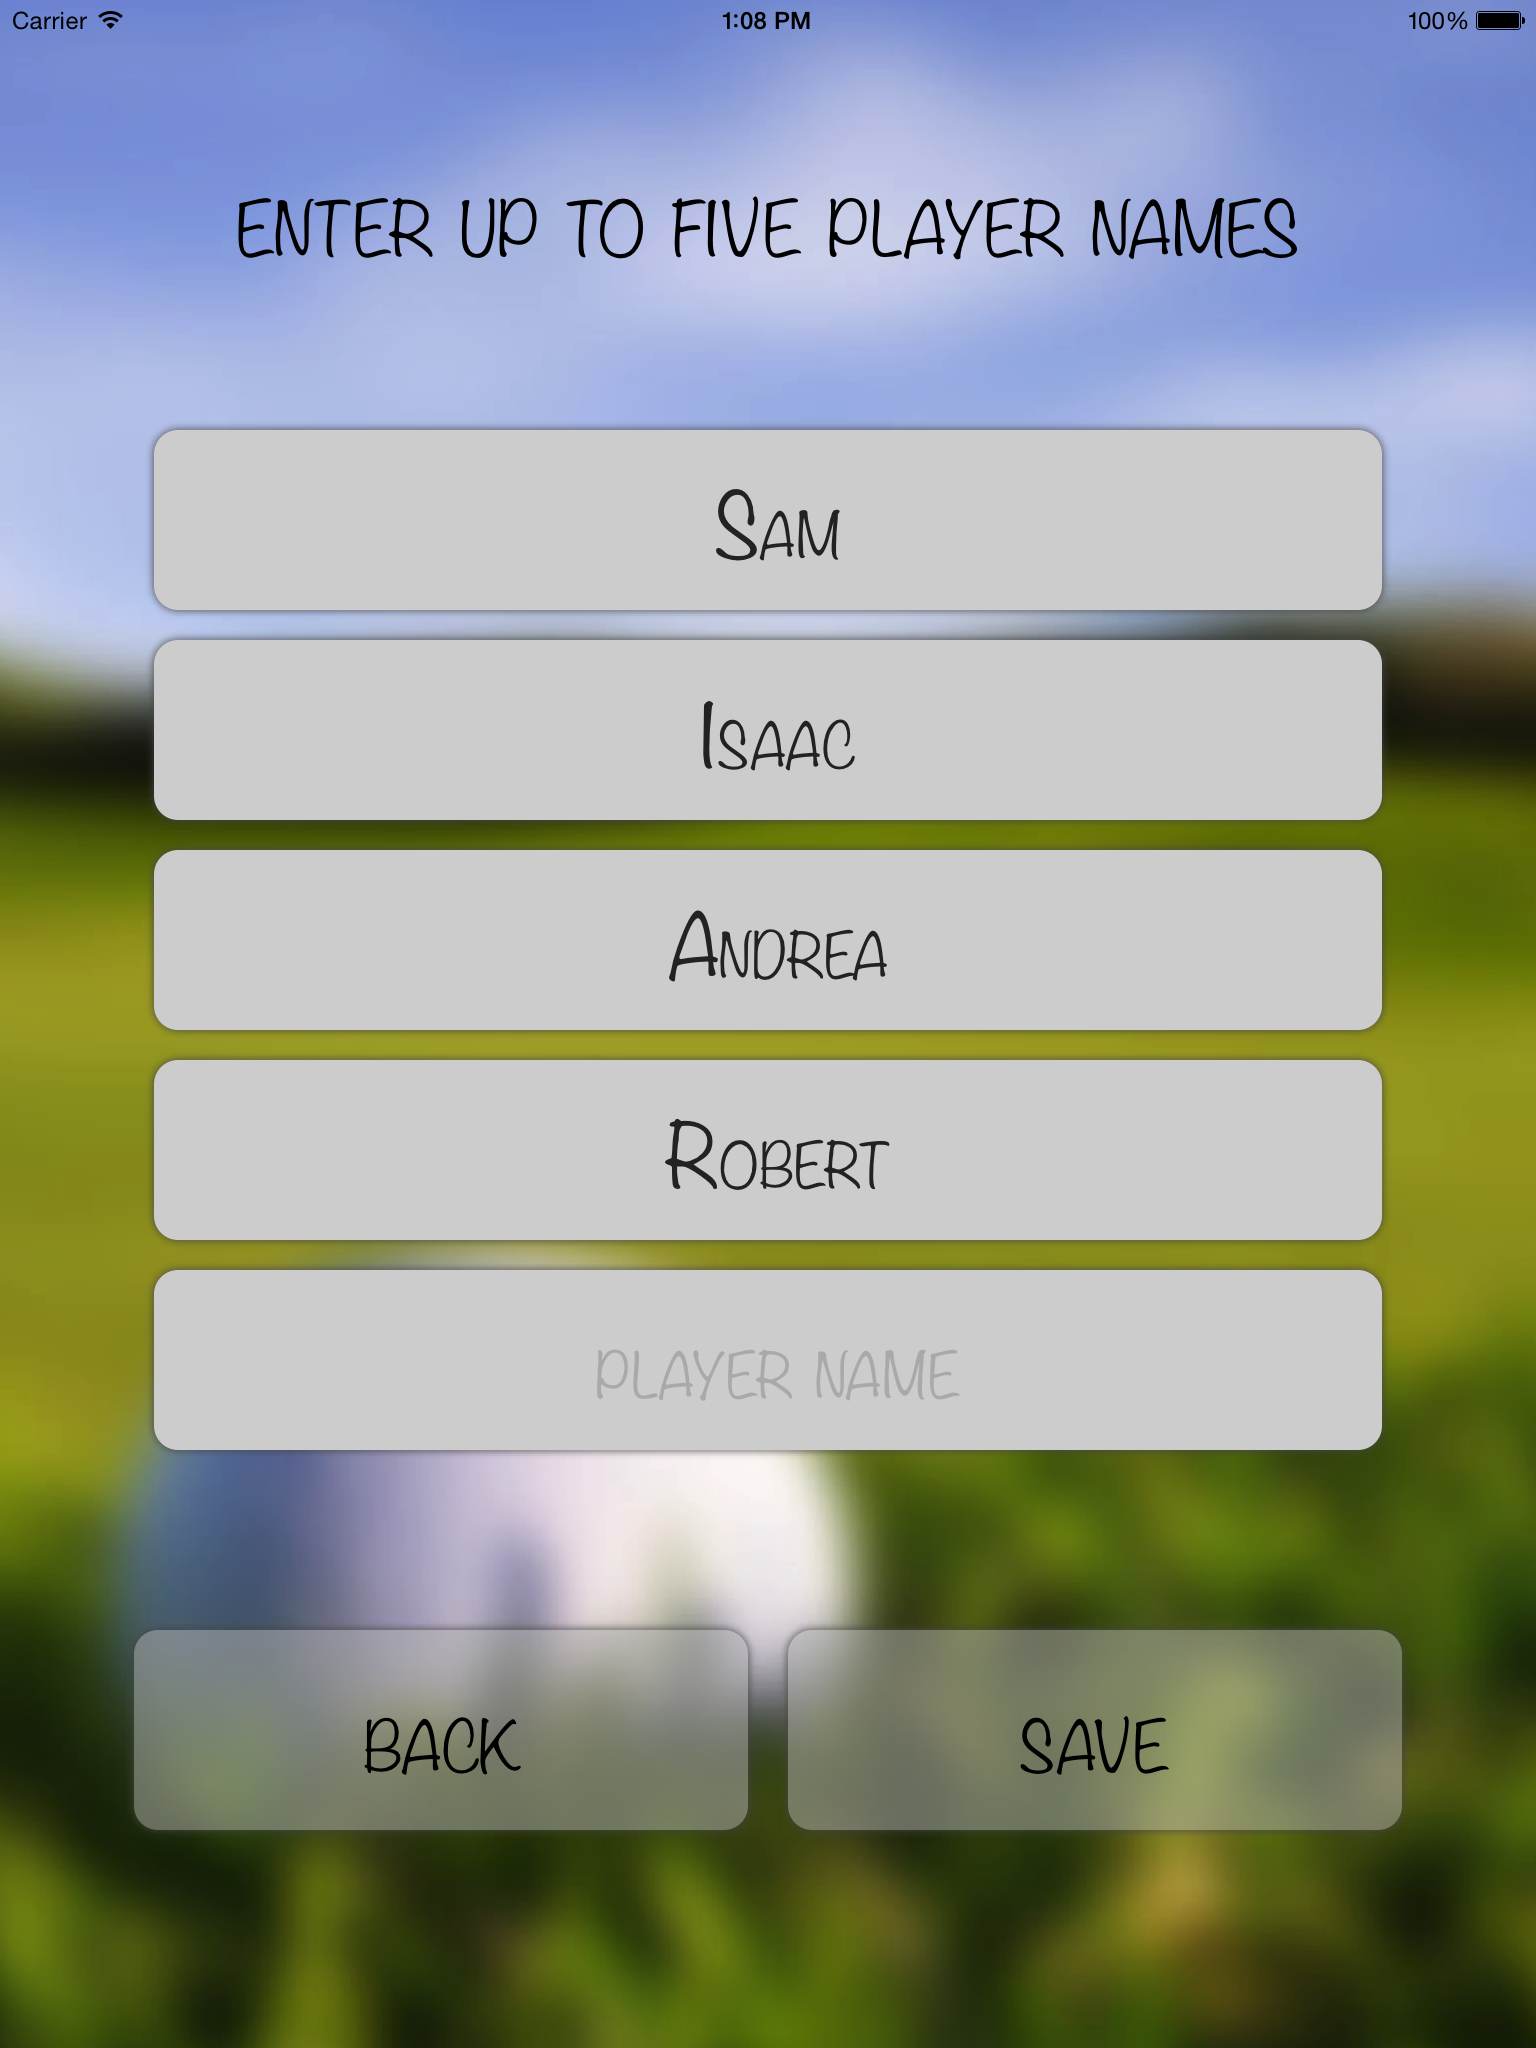 Carrier 1:08 PM 100%
ENTER UP TO FIVE PLAYER NAMES
Sam
Isaac
Andrea
Robert
PLAYER NAME
BACK SAVE